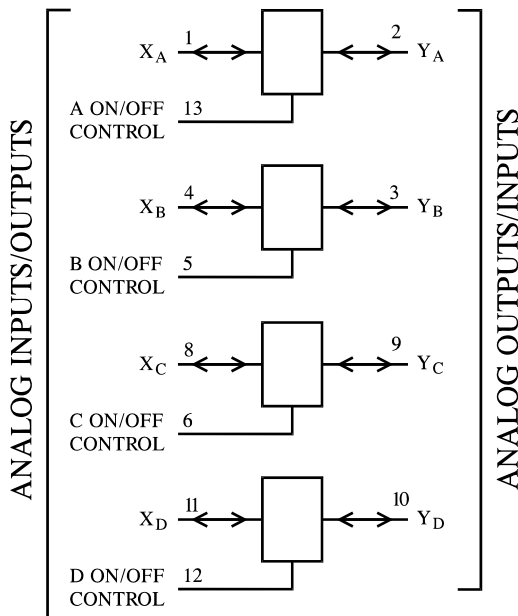 ANALOG INPUTS/OUTPUTS
1
2
X_A
Y_A
A ON/OFF 13
CONTROL
4
3
X_B
Y_B
B ON/OFF 5
CONTROL
8
9
X_C
Y_C
C ON/OFF 6
CONTROL
11
10
X_D
Y_D
D ON/OFF 12
CONTROL
ANALOG OUTPUTS/INPUTS